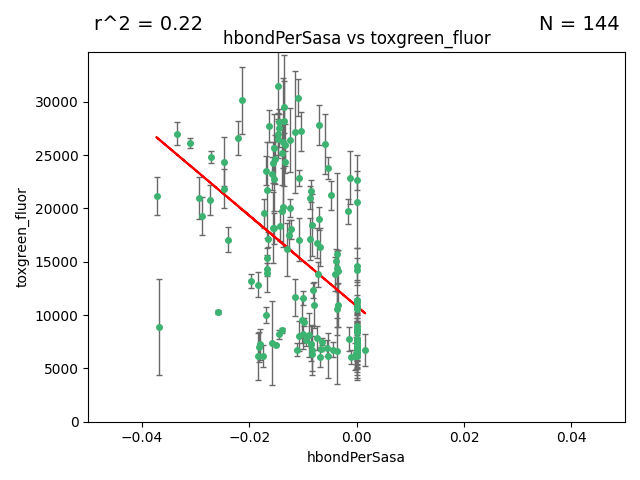 r^2 = 0.22
N = 144
hbondPerSasa vs toxgreen_fluor
30000
25000
20000
15000
10000
5000
0
toxgreen_fluor
−0.04
−0.02
0.00
0.02
0.04
hbondPerSasa